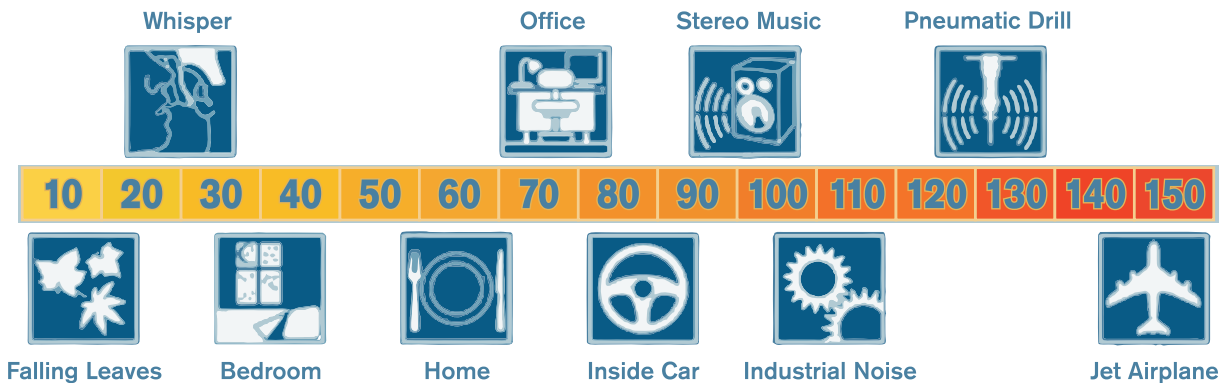 Whisper Office Stereo Music Pneumatic Drill
10 20 30 40 50 60 70 80 90 100 110 120 130 140 150
Falling Leaves Bedroom Home Inside Car Industrial Noise Jet Airplane